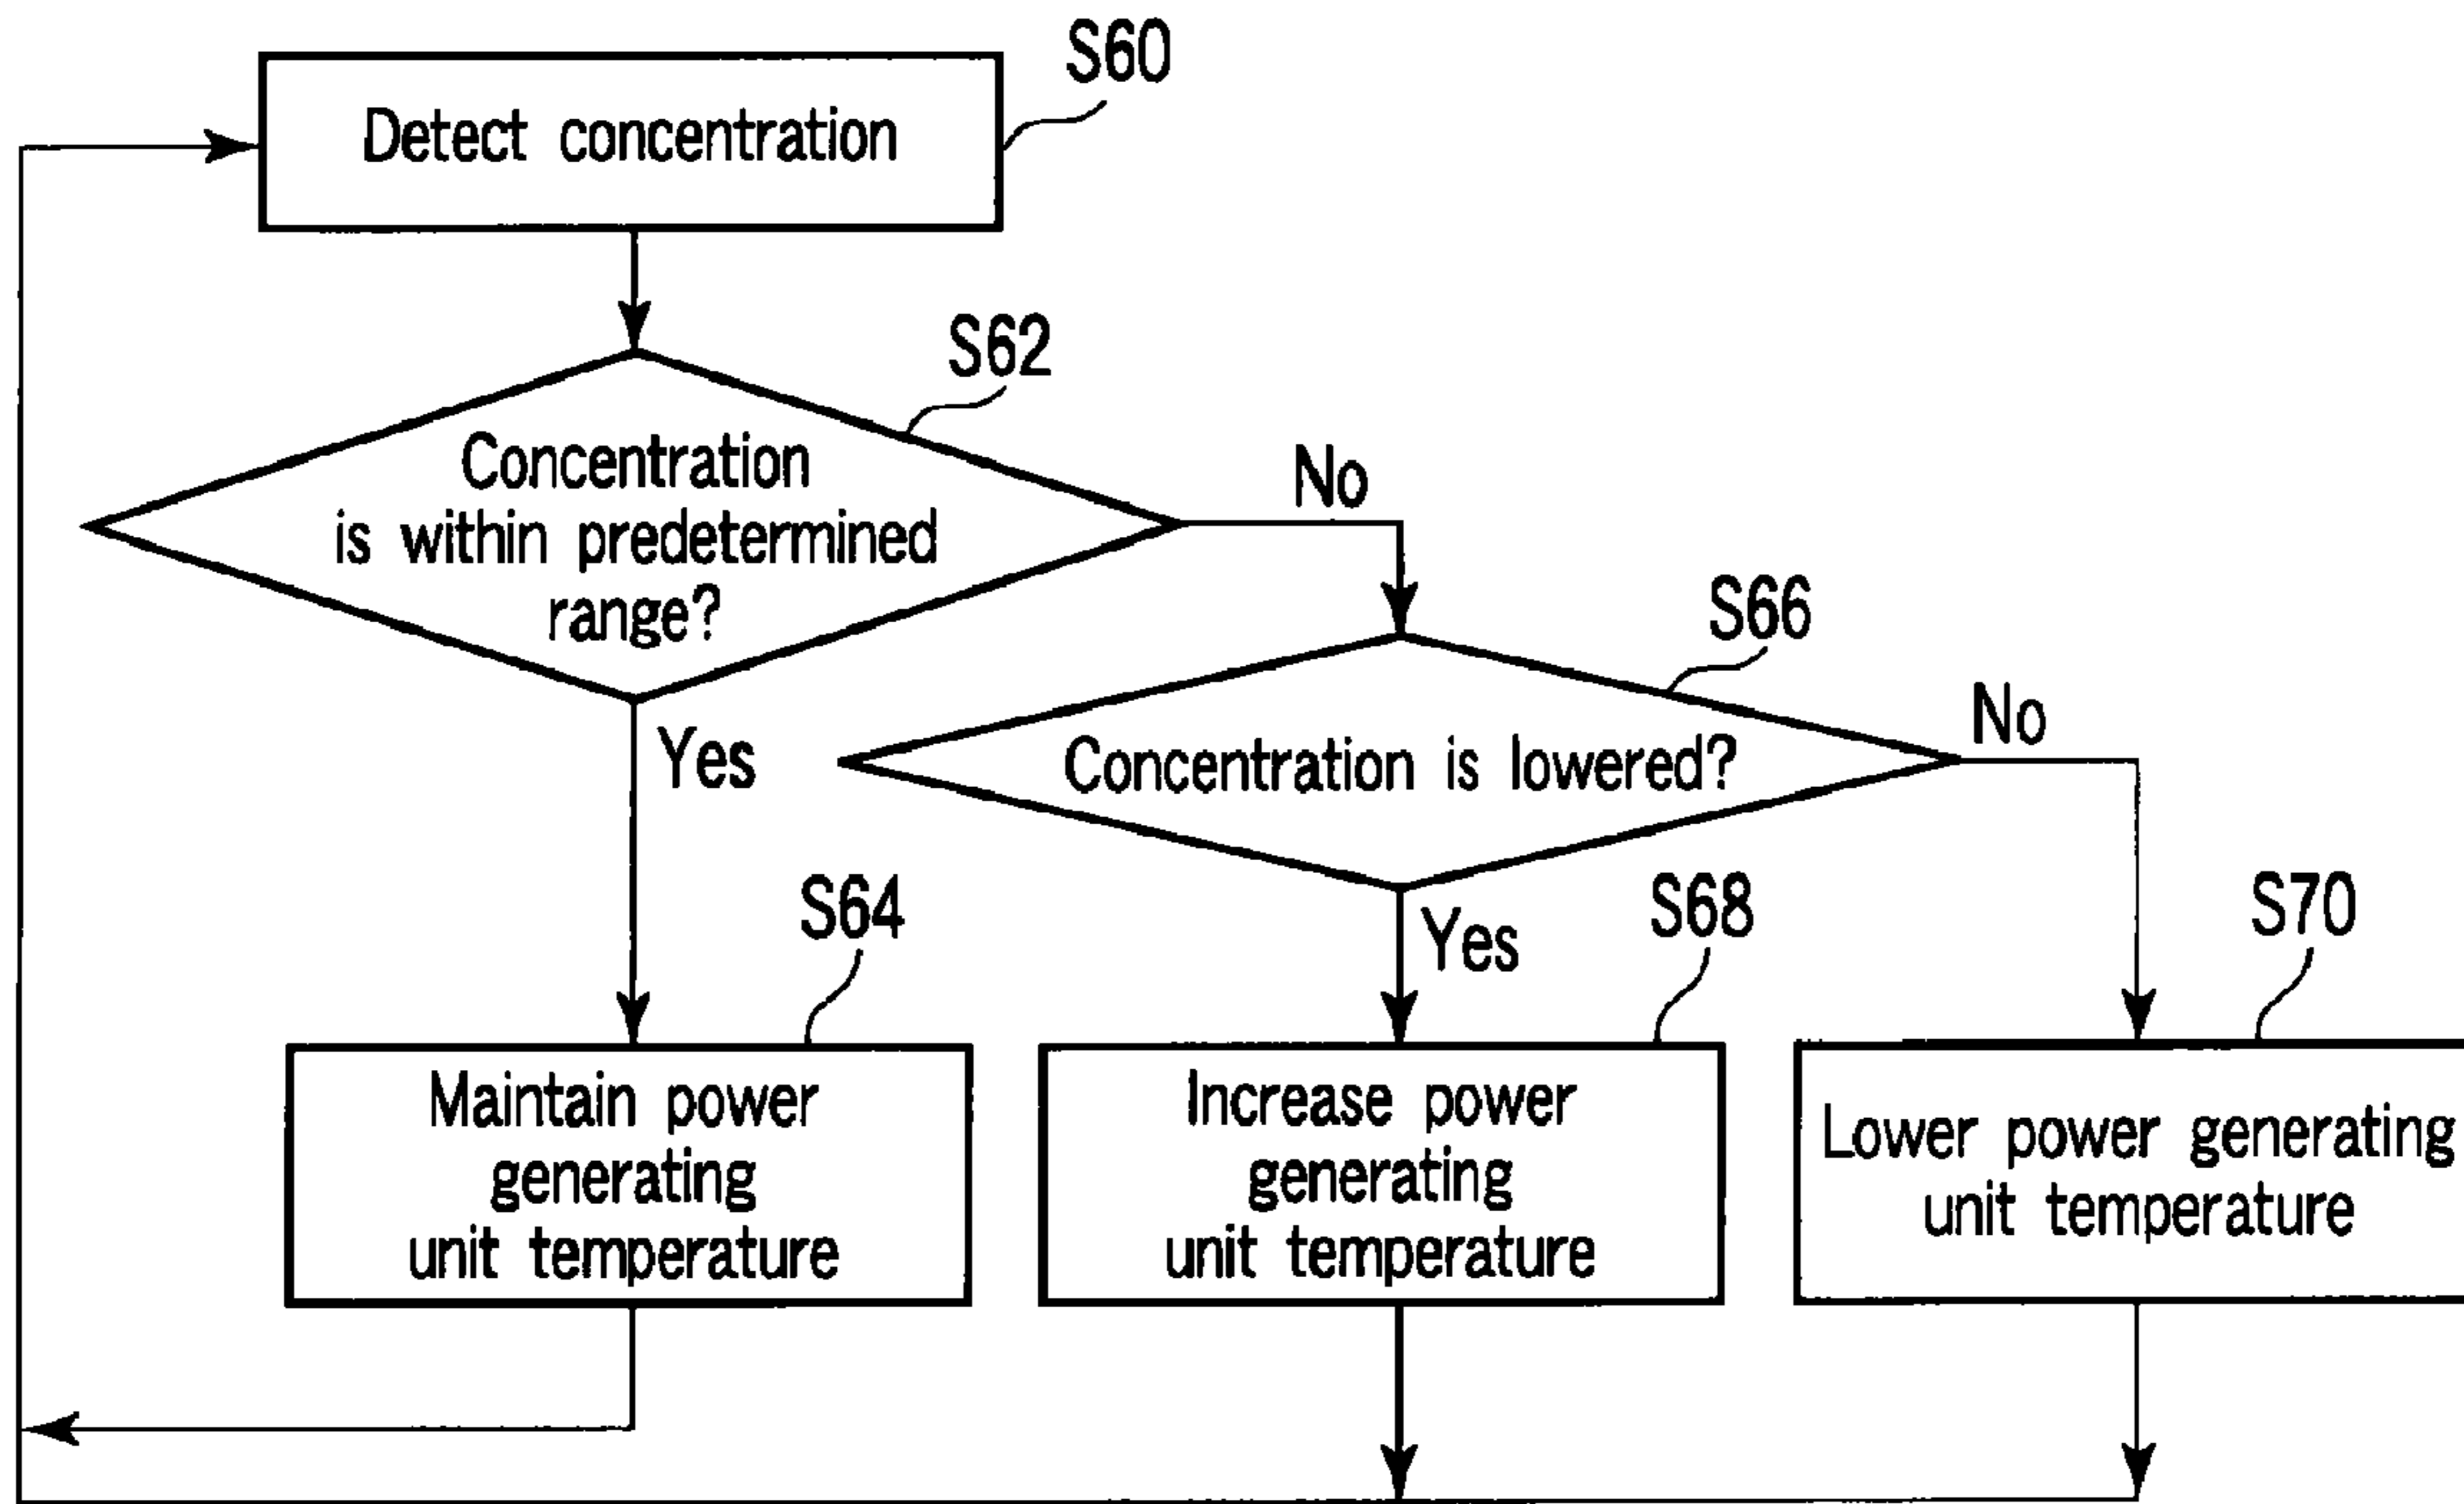 S60
Detect concentration
S62
Concentration
is within predetermined
range?
No
Yes
S66
Concentration is lowered?
No
Yes
S64
Maintain power
generating
unit temperature
S68
Increase power
generating
unit temperature
S70
Lower power generating
unit temperature